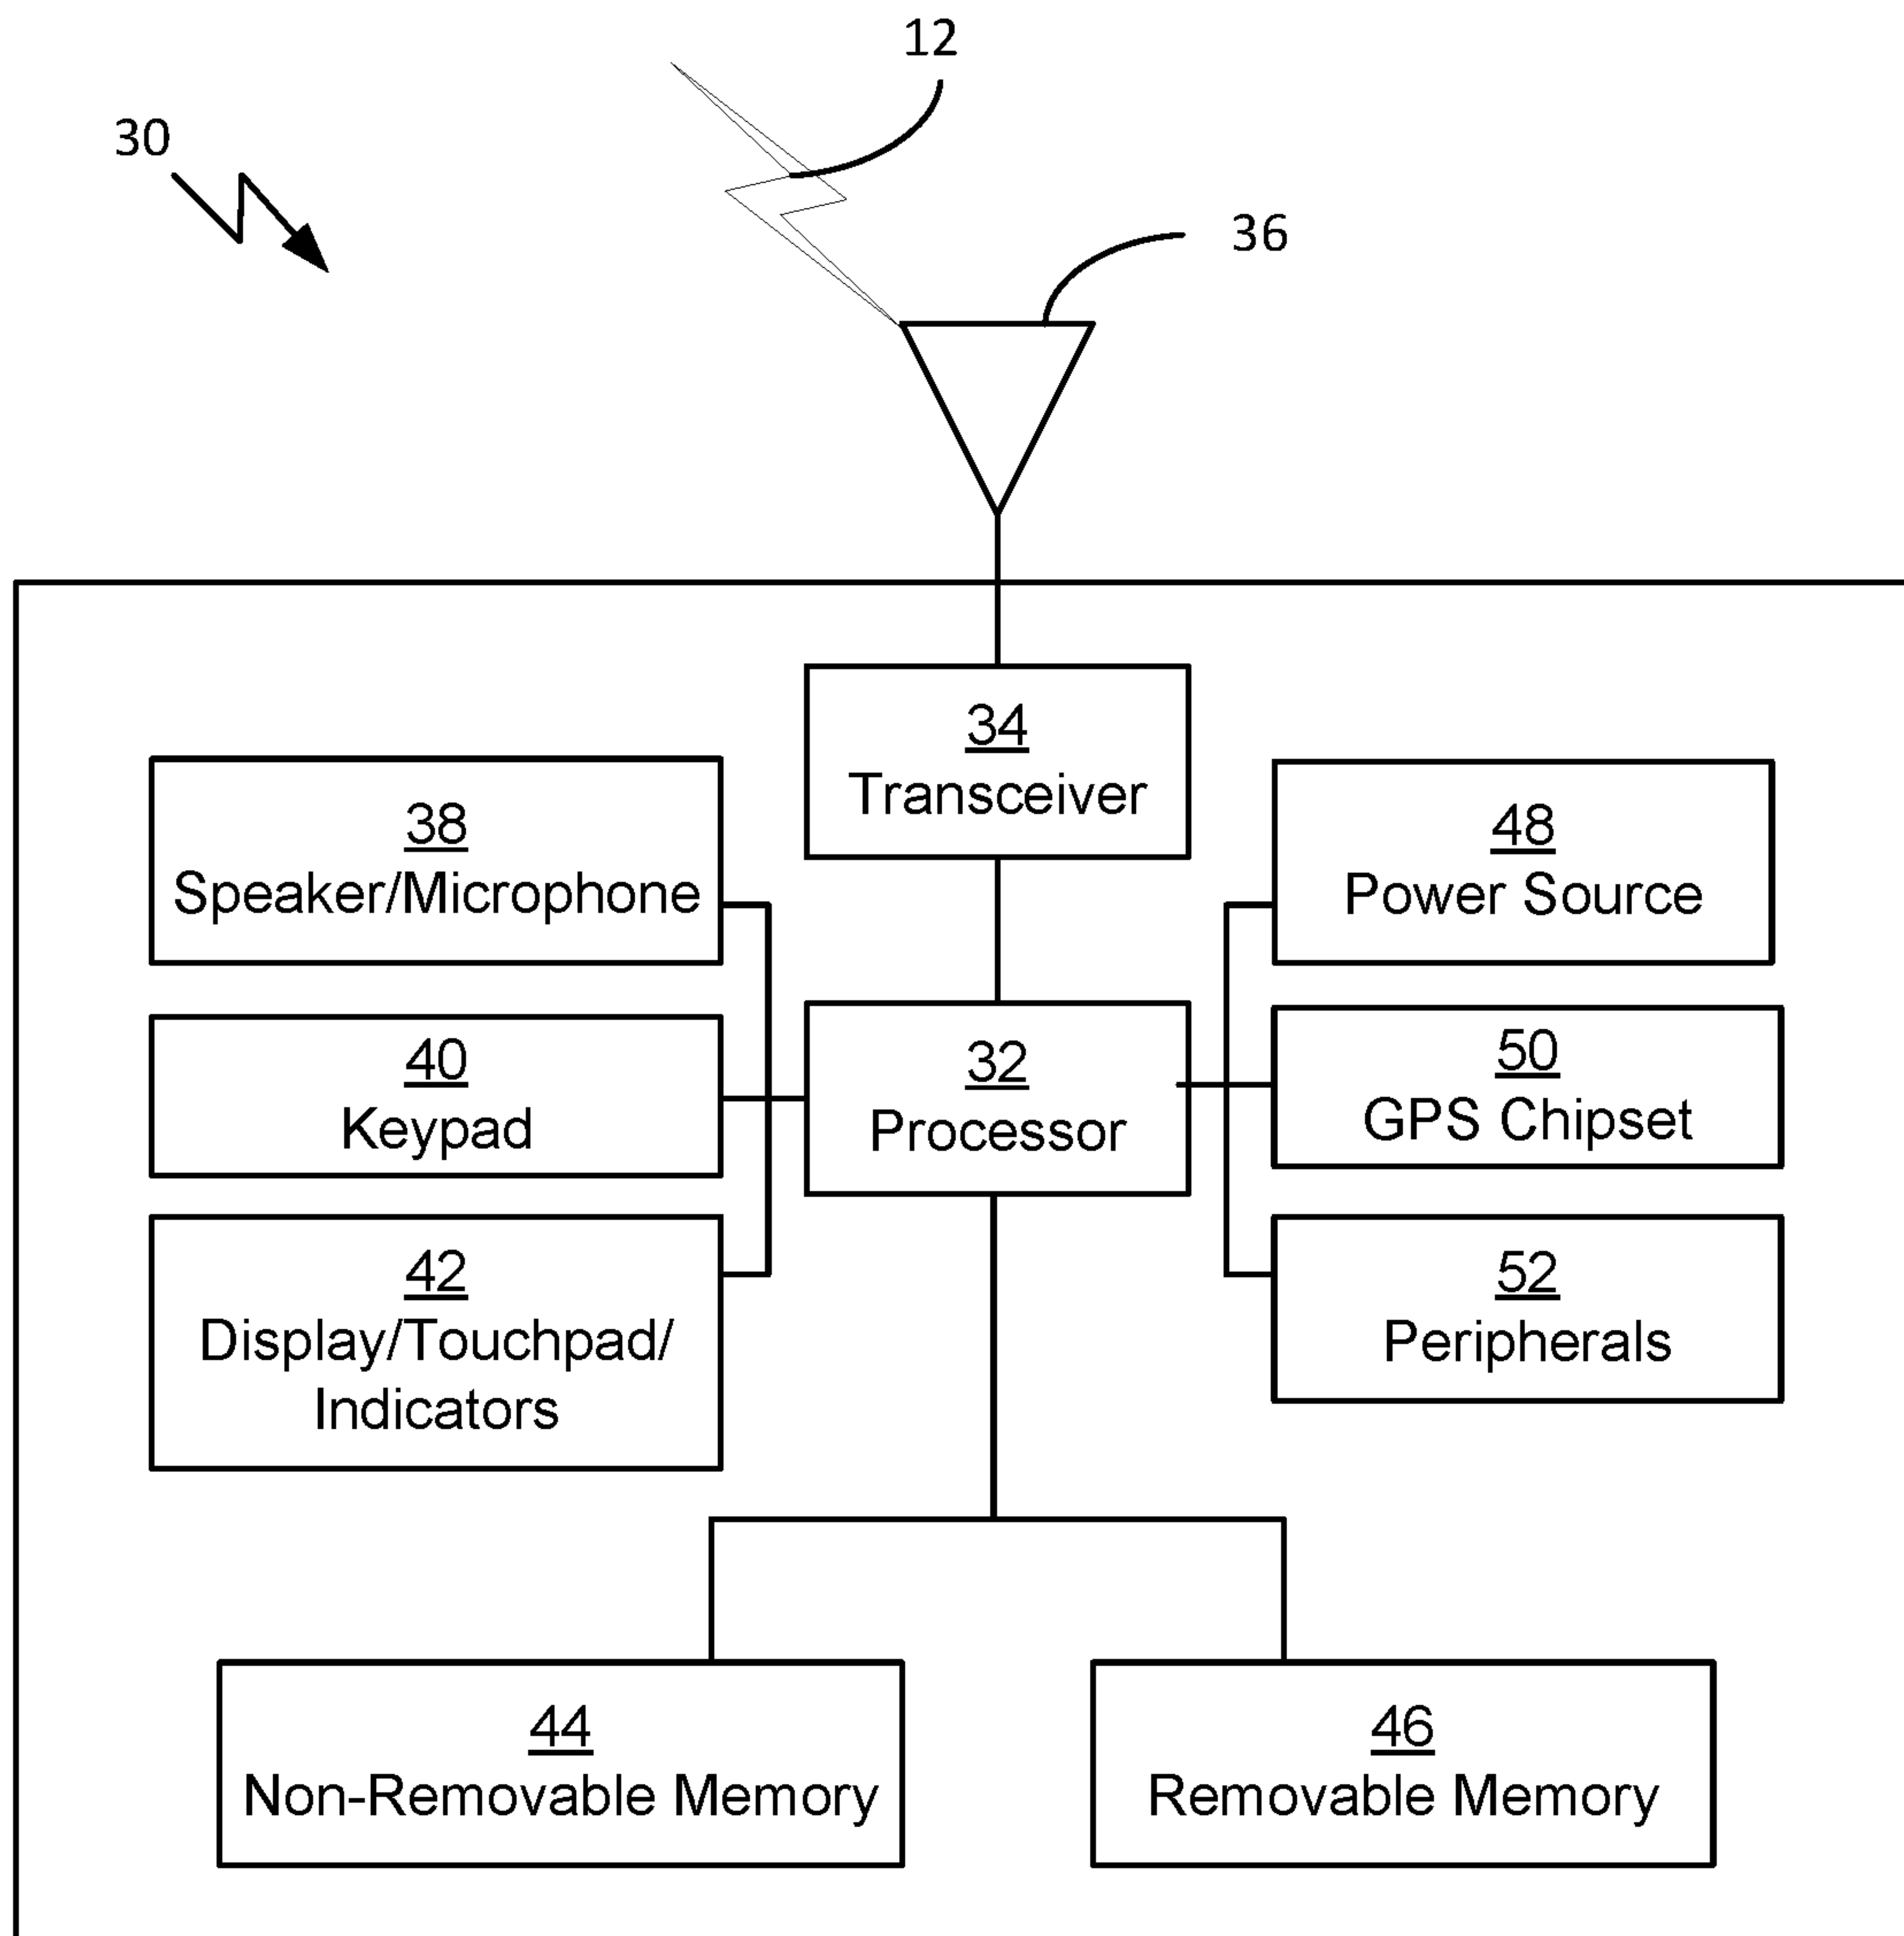 12
30
36
34
Transceiver
38
Speaker/Microphone
48
Power Source
40
Keypad
32
Processor
50
GPS Chipset
42
Display/Touchpad/
Indicators
52
Peripherals
44
Non-Removable Memory
46
Removable Memory